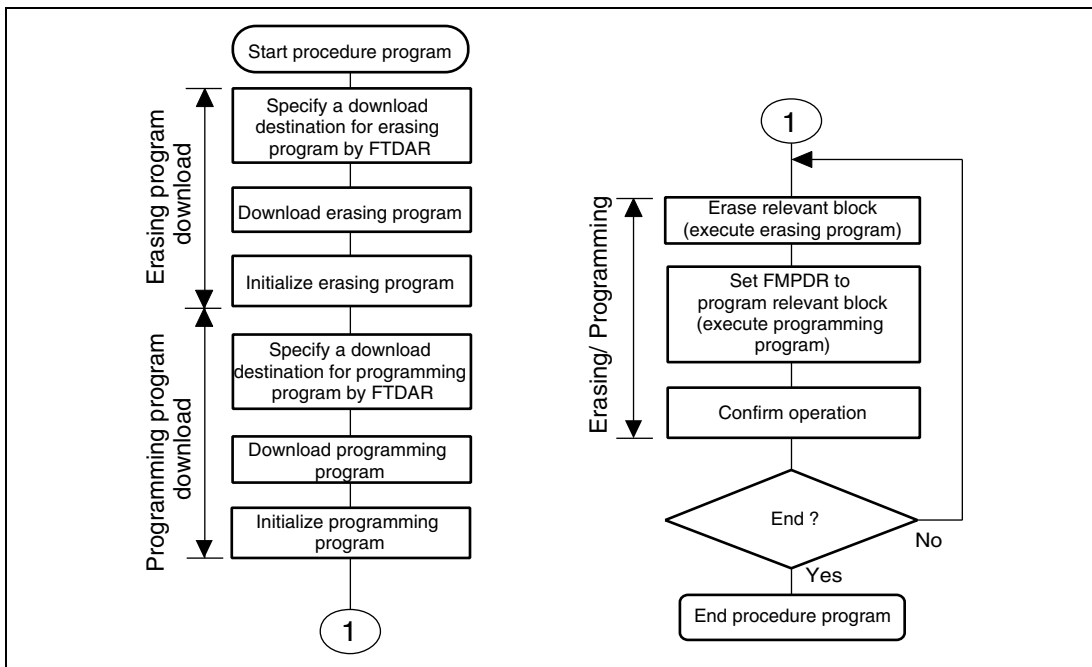 Start procedure program
Erasing program
download
Specify a download
destination for erasing
program by FTDAR
Download erasing program
Initialize erasing program
Programming program
download
Specify a download
destination for programming
program by FTDAR
Download programming
program
Initialize programming
program
1
1
Erasing/ Programming
Erase relevant block
(execute erasing program)
Set FMPDR to
program relevant block
(execute programming
program)
Confirm operation
End ?
No
Yes
End procedure program